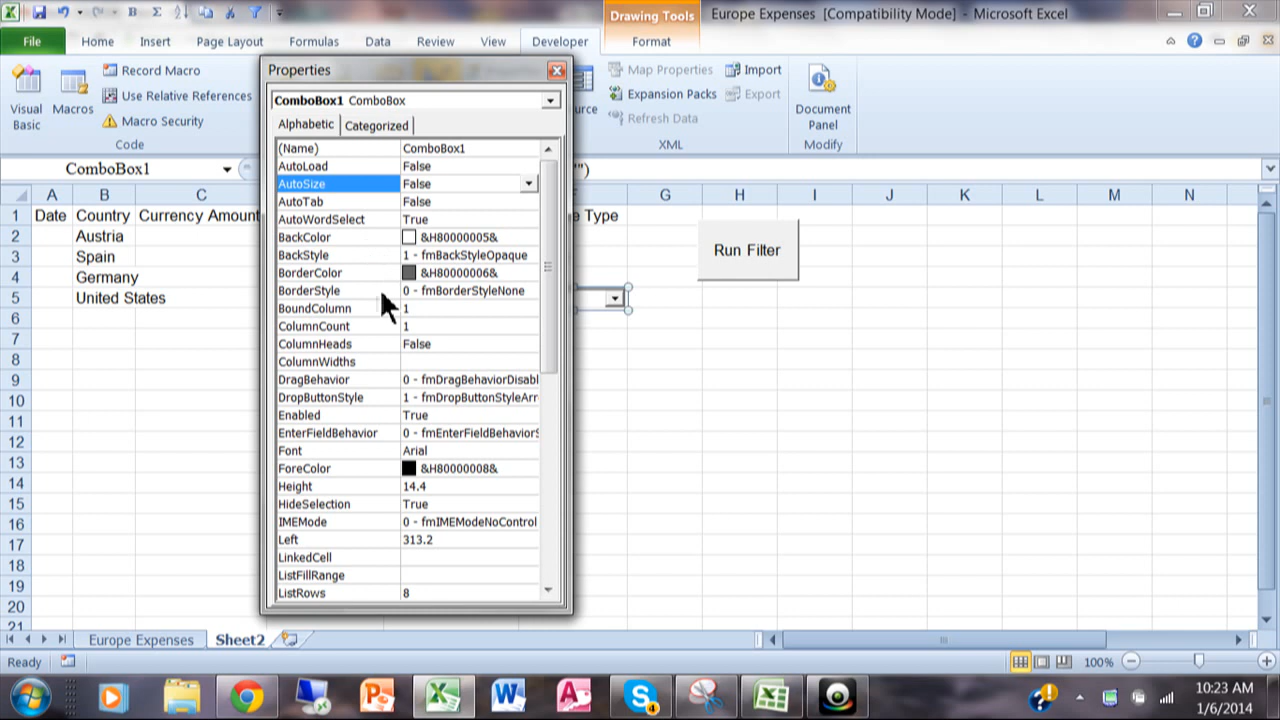 Drawing Tools
Europe Expenses [Compatibility Mode] - Microsoft Excel
File Home Insert Page Layout Formulas Data Review View Developer Format
Visual Basic
Macros
Record Macro
Use Relative References
Macro Security
Code
Map Properties
Expansion Packs
Refresh Data
Import
Export
XML
Document Panel
Modify
ComboBox1
")
Properties
ComboBox1 ComboBox
Alphabetic Categorized
(Name) ComboBox1
AutoLoad False
AutoSize False
AutoTab False
AutoWordSelect True
BackColor &H80000005&
BackStyle 1 - fmBackStyleOpaque
BorderColor &H80000006&
BorderStyle 0 - fmBorderStyleNone
BoundColumn 1
ColumnCount 1
ColumnHeads False
ColumnWidths
DragBehavior 0 - fmDragBehaviorDisabl
DropButtonStyle 1 - fmDropButtonStyleArr
Enabled True
EnterFieldBehavior 0 - fmEnterFieldBehaviorS
Font Arial
ForeColor &H80000008&
Height 14.4
HideSelection True
IMEMode 0 - fmIMEModeNoControl
Left 313.2
LinkedCell
ListFillRange
ListRows 8
A B C G H I J K L M N
1 Date Country Currency Amount e Type
2 Austria
3 Spain
4 Germany
5 United States
6
7
8
9
10
11
12
13
14
15
16
17
18
19
20
21
Run Filter
Europe Expenses Sheet2
Ready
100%
10:23 AM
1/6/2014